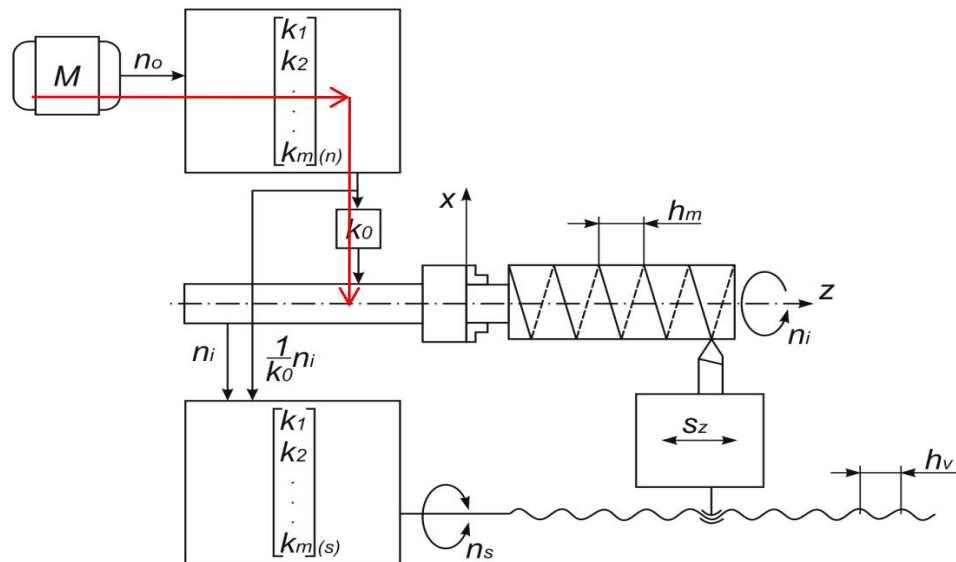 M
nₒ
k₁
k₂
.
.
.
kₘ (n)
k₀
x
hₘ
z
nᵢ
nᵢ
1/k₀ nᵢ
k₁
k₂
.
.
.
kₘ (s)
s_z
hᵥ
nₛ